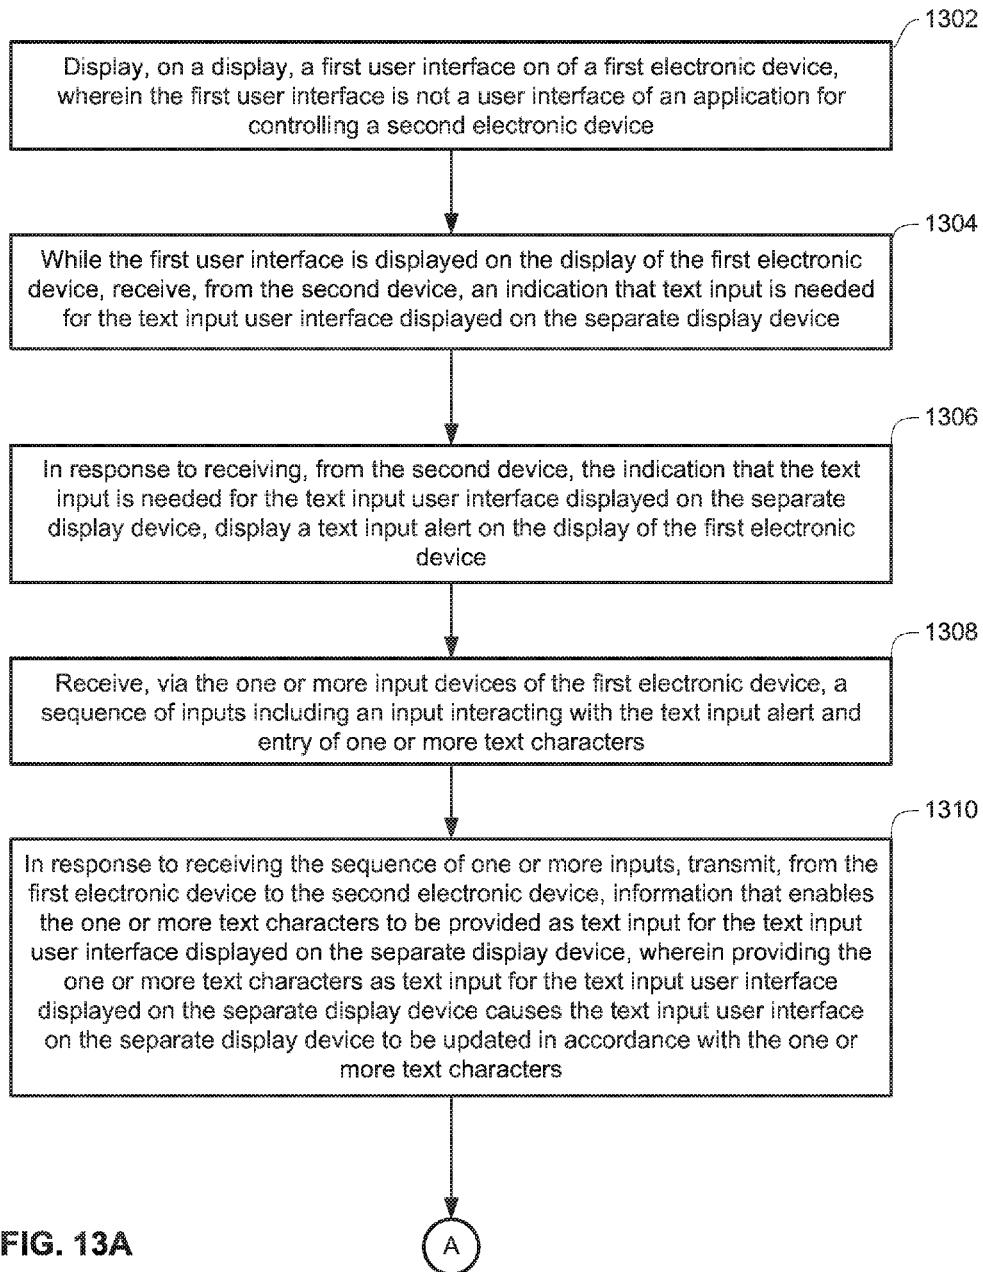 1302
Display, on a display, a first user interface on of a first electronic device,
wherein the first user interface is not a user interface of an application for
controlling a second electronic device
1304
While the first user interface is displayed on the display of the first electronic
device, receive, from the second device, an indication that text input is needed
for the text input user interface displayed on the separate display device
1306
In response to receiving, from the second device, the indication that the text
input is needed for the text input user interface displayed on the separate
display device, display a text input alert on the display of the first electronic
device
1308
Receive, via the one or more input devices of the first electronic device, a
sequence of inputs including an input interacting with the text input alert and
entry of one or more text characters
1310
In response to receiving the sequence of one or more inputs, transmit, from the
first electronic device to the second electronic device, information that enables
the one or more text characters to be provided as text input for the text input
user interface displayed on the separate display device, wherein providing the
one or more text characters as text input for the text input user interface
displayed on the separate display device causes the text input user interface
on the separate display device to be updated in accordance with the one or
more text characters
FIG. 13A
A